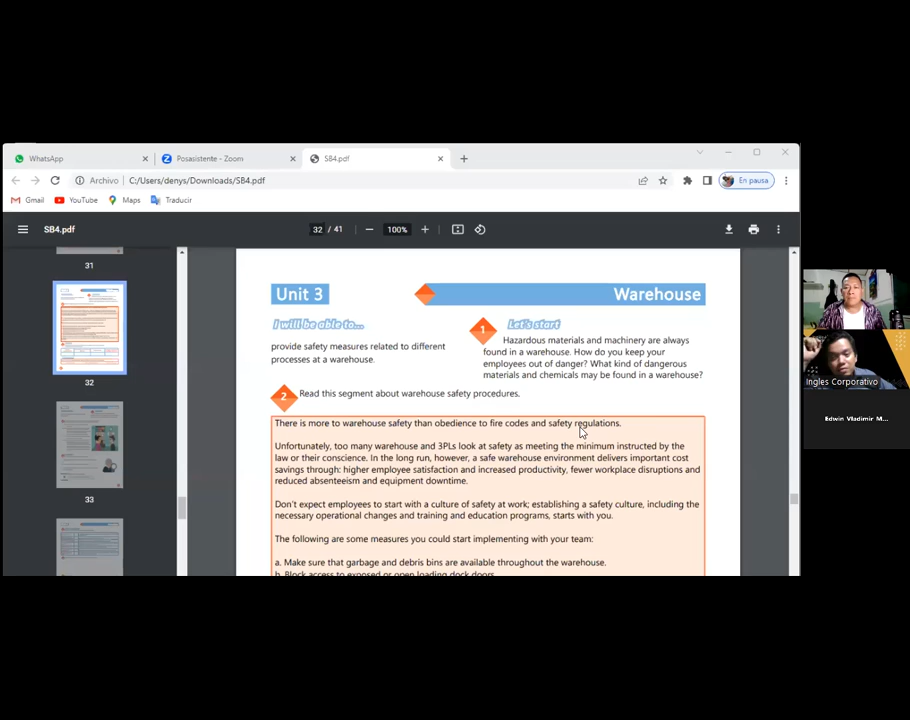 WhatsApp
Posasistente - Zoom
SB4.pdf
Archivo
C:/Users/denys/Downloads/SB4.pdf
En pausa
Gmail
YouTube
Maps
Traducir
SB4.pdf
32 / 41
100%
31
32
33
Unit 3
Warehouse
I will be able to...
provide safety measures related to different
processes at a warehouse.
1
Let's start
Hazardous materials and machinery are always
found in a warehouse. How do you keep your
employees out of danger? What kind of dangerous
materials and chemicals may be found in a warehouse?
2
Read this segment about warehouse safety procedures.
There is more to warehouse safety than obedience to fire codes and safety regulations.
Unfortunately, too many warehouse and 3PLs look at safety as meeting the minimum instructed by the
law or their conscience. In the long run, however, a safe warehouse environment delivers important cost
savings through: higher employee satisfaction and increased productivity, fewer workplace disruptions and
reduced absenteeism and equipment downtime.
Don't expect employees to start with a culture of safety at work; establishing a safety culture, including the
necessary operational changes and training and education programs, starts with you.
The following are some measures you could start implementing with your team:
a. Make sure that garbage and debris bins are available throughout the warehouse.
b. Block access to exposed or open loading dock doors.
Ingles Corporativo
Edwin Vladimir M...